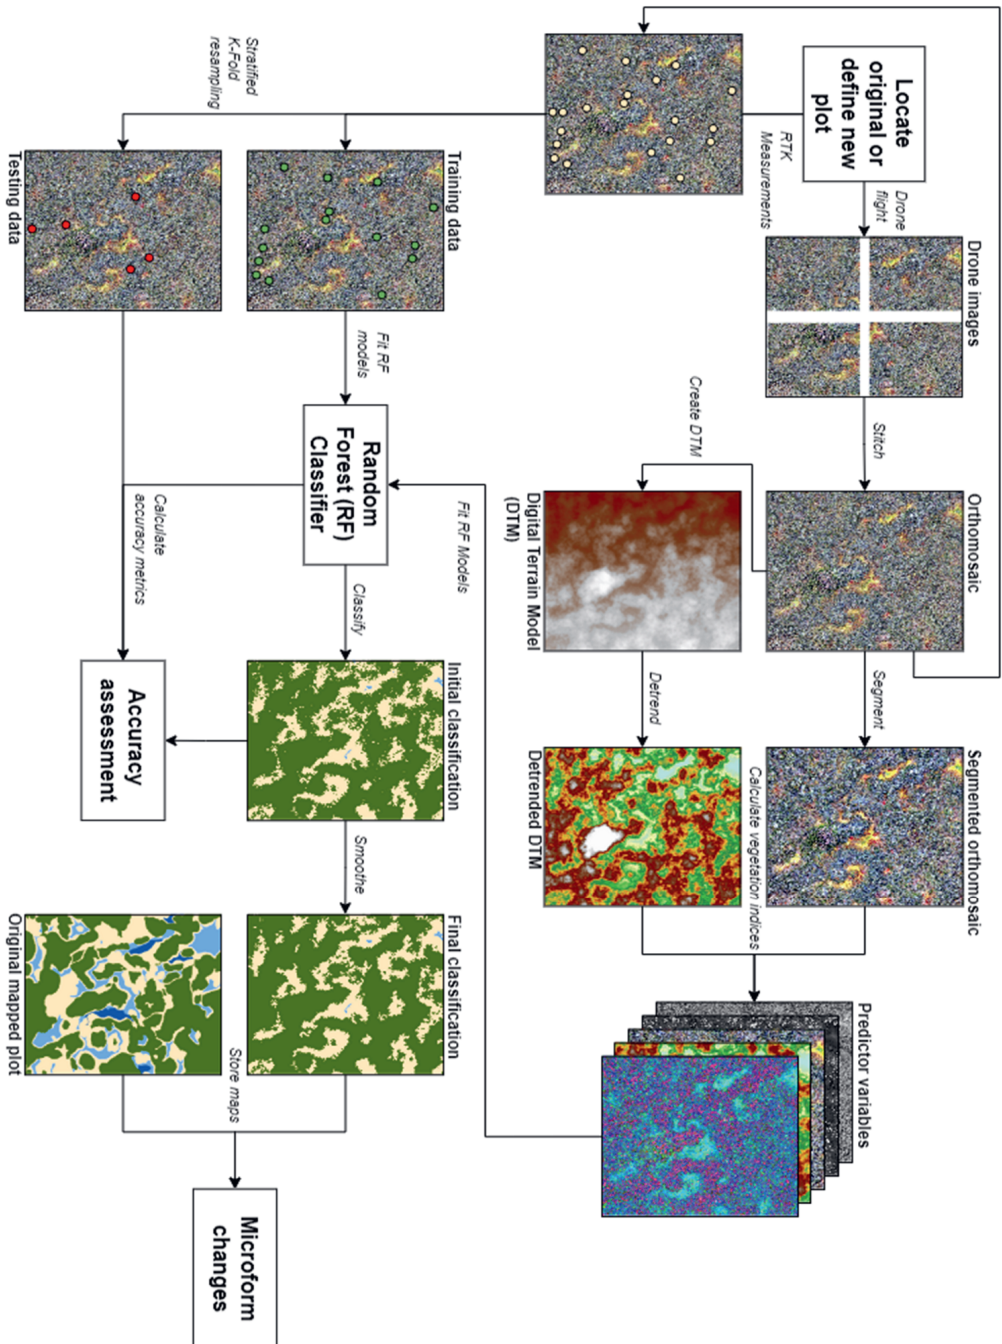 Locate
original or
define new
plot
Drone
flight
Drone images
Stitch
Orthomosaic
Segment
Segmented orthomosaic
RTK
Measurements
Create DTM
Digital Terrain Model
(DTM)
Detrend
Detrended DTM
Calculate vegetation indices
Predictor variables
Stratified
K-Fold
resampling
Training data
Fit RF
models
Random
Forest (RF)
Classifier
Fit RF Models
Classify
Initial classification
Smoothe
Final classification
Testing data
Calculate
accuracy metrics
Accuracy
assessment
Original mapped plot
Store maps
Microform
changes